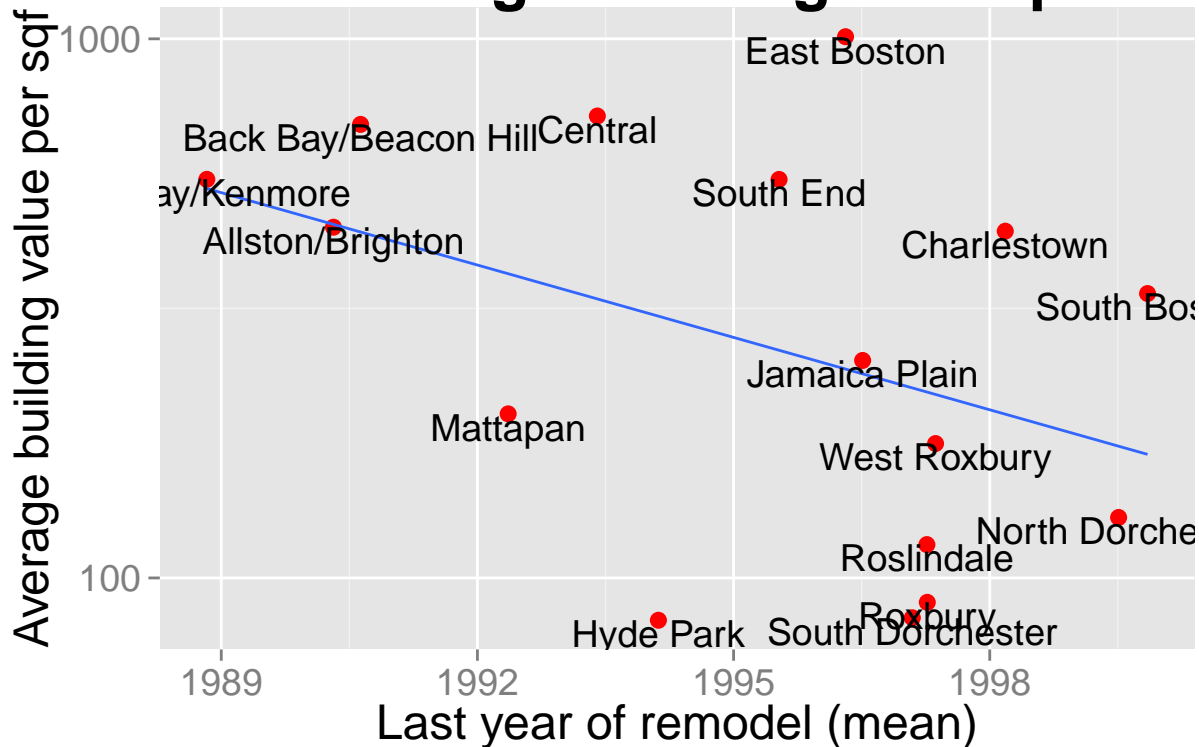 Average building value per sqf
1000
100
East Boston
Central
Back Bay/Beacon Hill
ay/Kenmore
South End
Allston/Brighton
Charlestown
South Bos
Jamaica Plain
Mattapan
West Roxbury
North Dorche
Roslindale
Roxbury
South Dorchester
Hyde Park
1989 1992 1995 1998
Last year of remodel (mean)